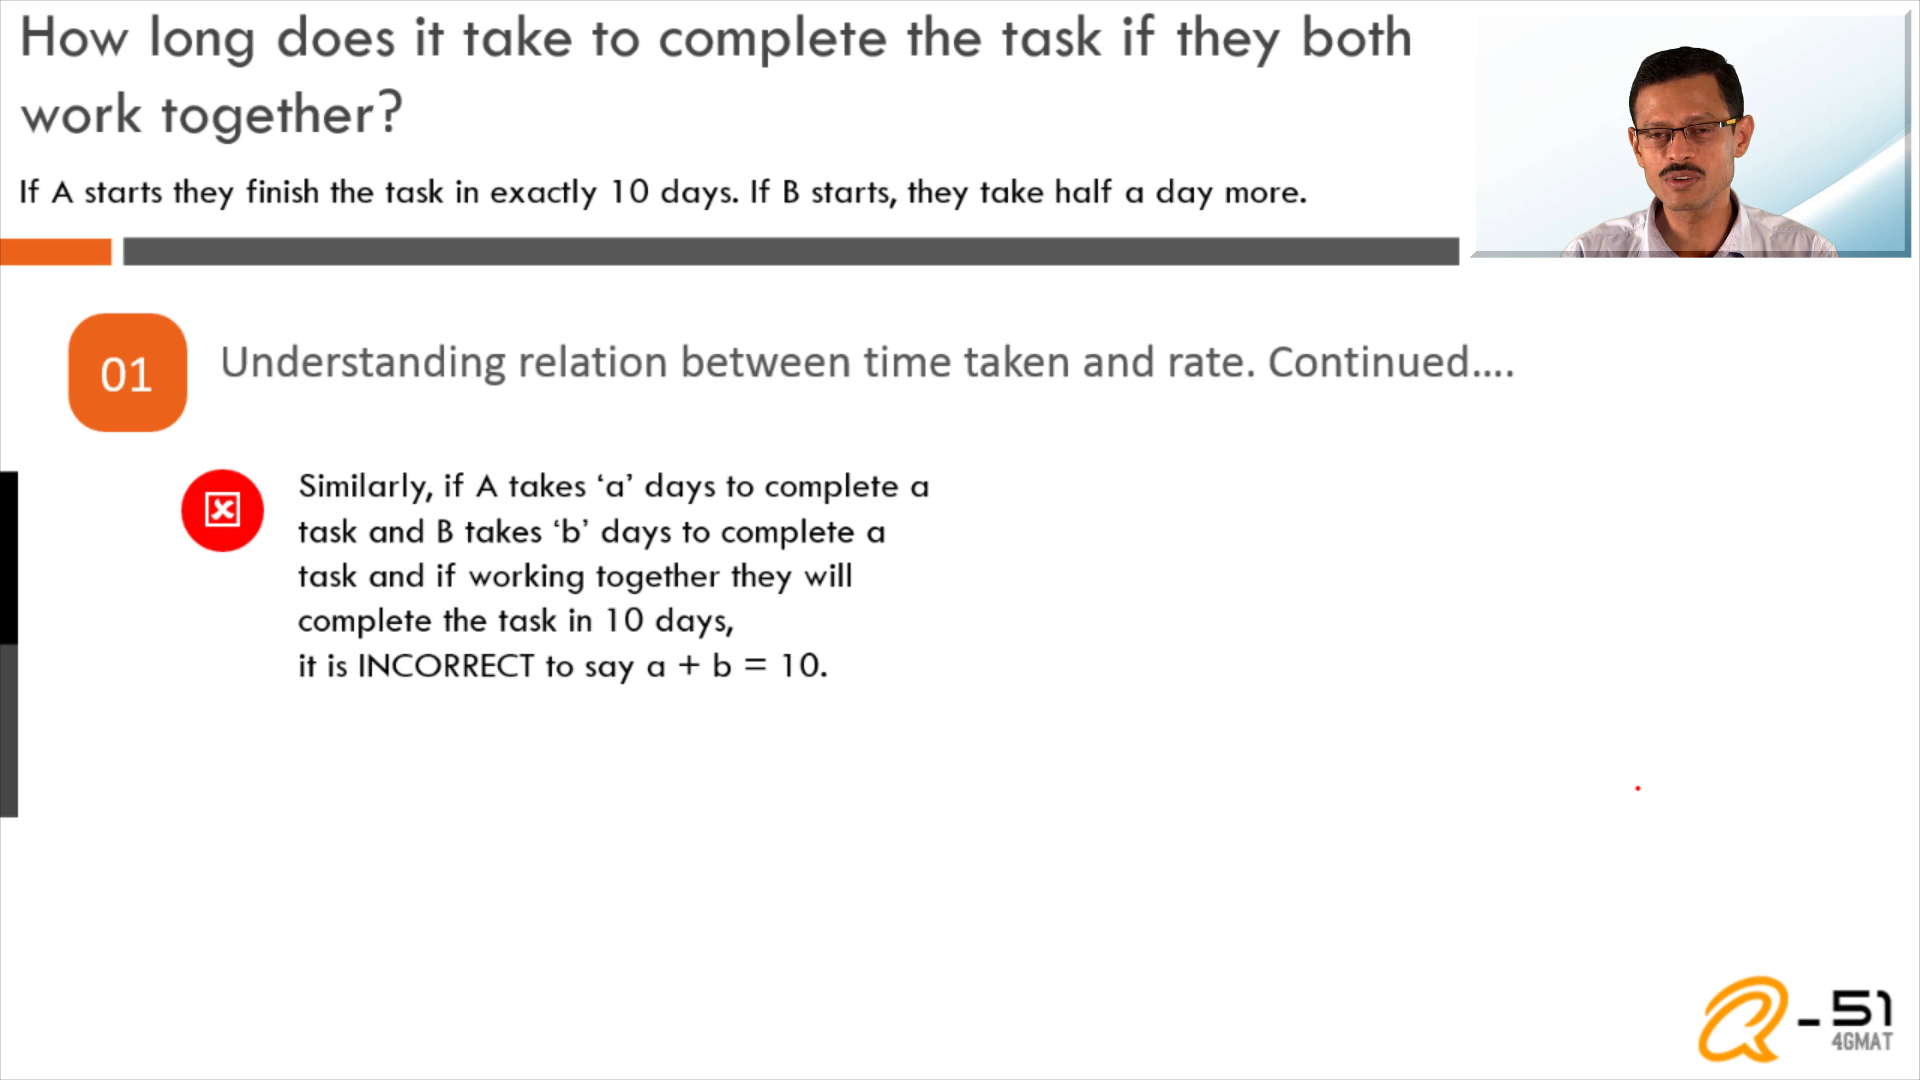 How long does it take to complete the task if they both
work together?
If A starts they finish the task in exactly 10 days. If B starts, they take half a day more.
01
Understanding relation between time taken and rate. Continued....
Similarly, if A takes ‘a’ days to complete a
task and B takes ‘b’ days to complete a
task and if working together they will
complete the task in 10 days,
it is INCORRECT to say a + b = 10.
Q-51
4GMAT